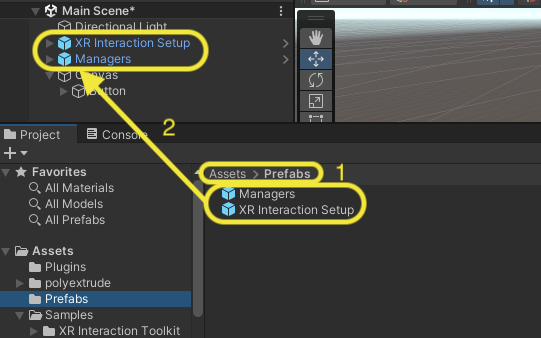 Main Scene*
Directional Light
XR Interaction Setup
Managers
Canvas
Button
2
Project
Console
Favorites
All Materials
All Models
All Prefabs
Assets
Plugins
polyextrude
Prefabs
Samples
XR Interaction Toolkit
Assets > Prefabs
1
Managers
XR Interaction Setup